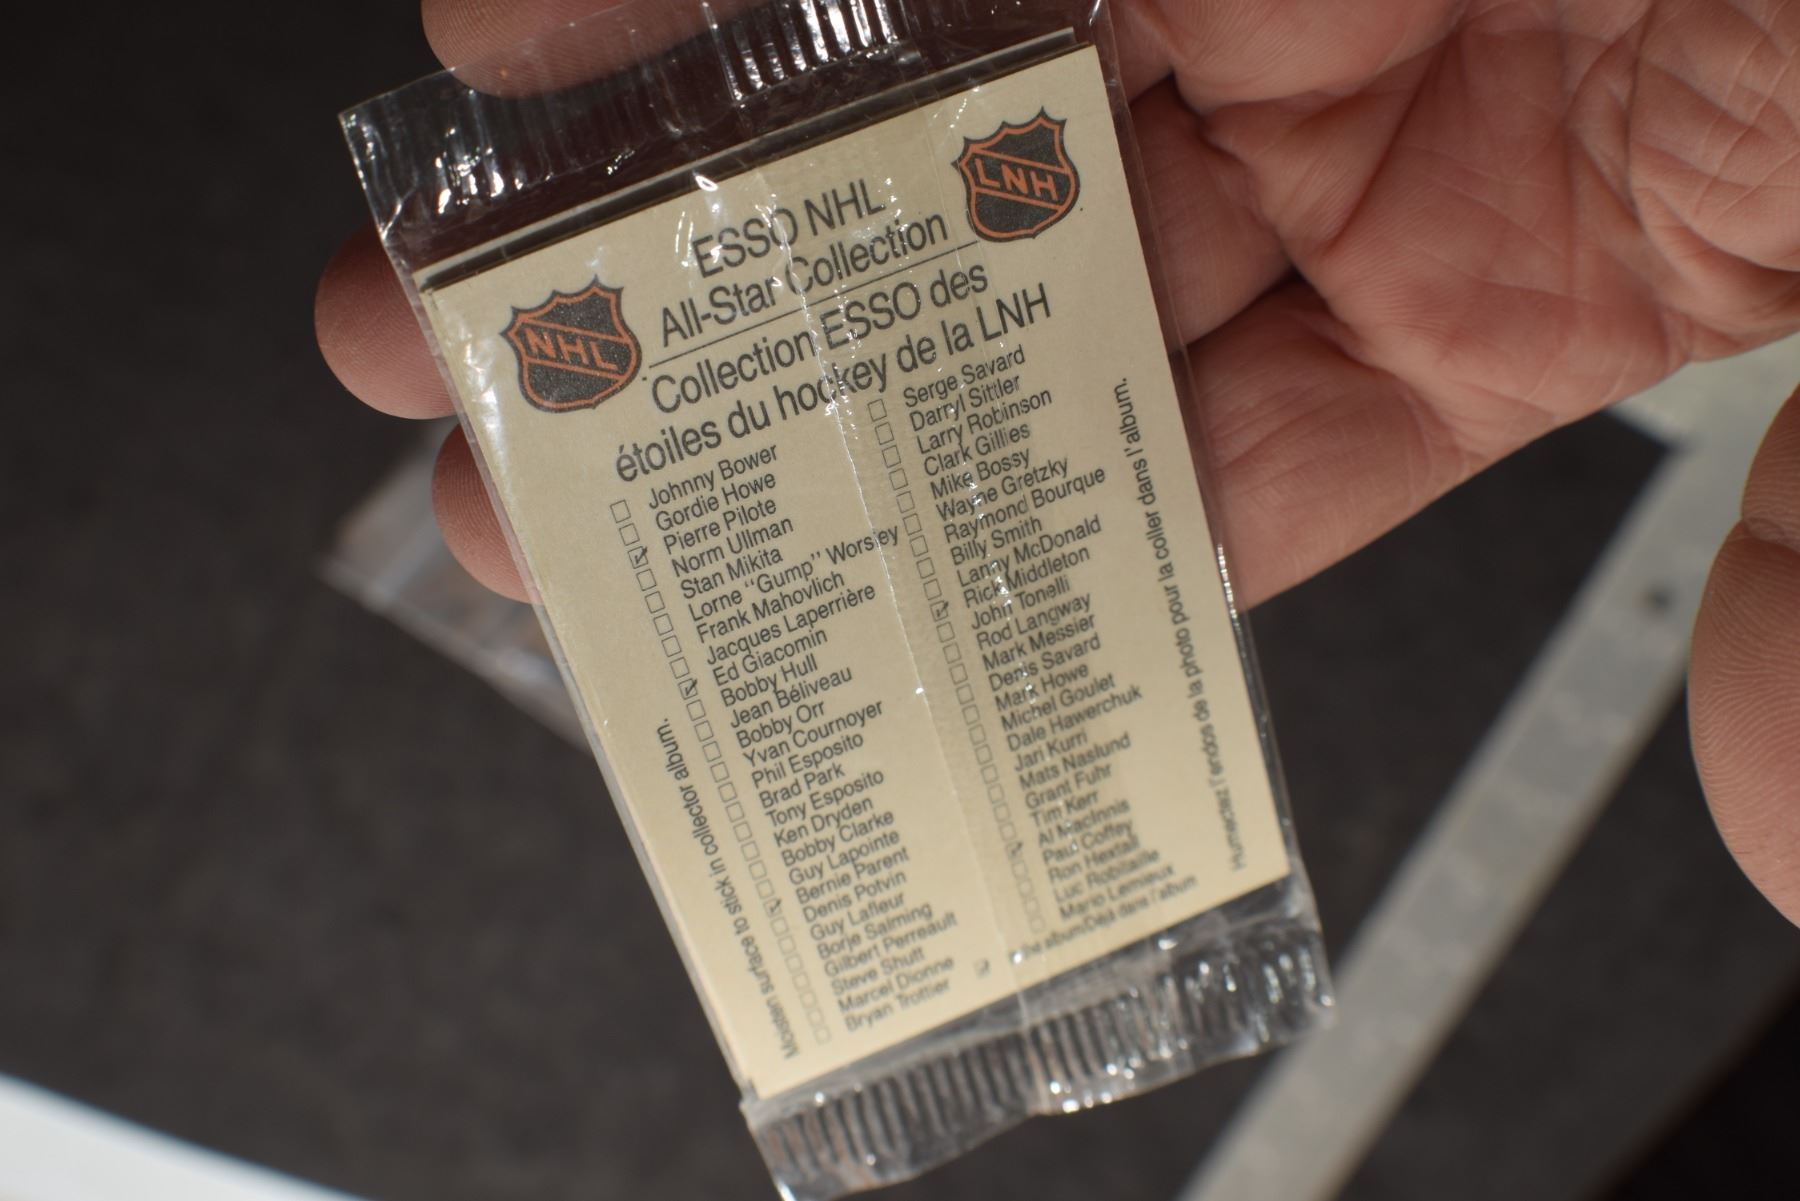 NHL
LNH
ESSO NHL
All-Star Collection
Collection ESSO des
étoiles du hockey de la LNH
Johnny Bower
Gordie Howe
Pierre Pilote
Norm Ullman
Stan Mikita
Lorne "Gump" Worsley
Frank Mahovlich
Jacques Laperrière
Ed Giacomin
Bobby Hull
Jean Béliveau
Bobby Orr
Yvan Cournoyer
Phil Esposito
Brad Park
Tony Esposito
Ken Dryden
Bobby Clarke
Guy Lapointe
Bernie Parent
Denis Potvin
Guy Lafleur
Borje Salming
Gilbert Perreault
Steve Shutt
Marcel Dionne
Bryan Trottier
Serge Savard
Darryl Sittler
Larry Robinson
Clark Gillies
Mike Bossy
Wayne Gretzky
Raymond Bourque
Billy Smith
Lanny McDonald
Rick Middleton
John Tonelli
Rod Langway
Mark Messier
Denis Savard
Mark Howe
Michel Goulet
Dale Hawerchuk
Jari Kurri
Mats Naslund
Grant Fuhr
Tim Kerr
Al MacInnis
Paul Coffey
Ron Hextall
Luc Robitaille
Mario Lemieux
album/Déjà dans l'album
Moisten surface to stick in collector album.
Humectez l'endos de la photo pour la coller dans l'album.